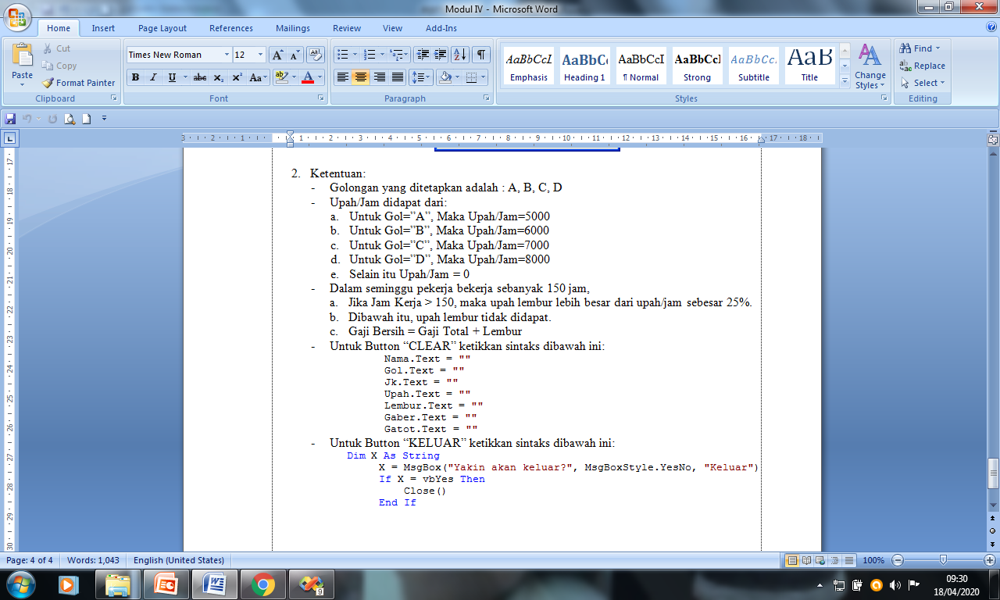 Modul IV - Microsoft Word
Home Insert Page Layout References Mailings Review View Add-Ins
Paste
Cut
Copy
Format Painter
Clipboard
Times New Roman 12
Font
Paragraph
AaBbCcL AaBbCc AaBbCcI AaBbCcl AaBbCc. AaB
Emphasis Heading 1 ¶ Normal Strong Subtitle Title
Change Styles
Styles
Find
Replace
Select
Editing
2. Ketentuan:
- Golongan yang ditetapkan adalah : A, B, C, D
- Upah/Jam didapat dari:
a. Untuk Gol=”A”, Maka Upah/Jam=5000
b. Untuk Gol=”B”, Maka Upah/Jam=6000
c. Untuk Gol=”C”, Maka Upah/Jam=7000
d. Untuk Gol=”D”, Maka Upah/Jam=8000
e. Selain itu Upah/Jam = 0
- Dalam seminggu pekerja bekerja sebanyak 150 jam,
a. Jika Jam Kerja > 150, maka upah lembur lebih besar dari upah/jam sebesar 25%.
b. Dibawah itu, upah lembur tidak didapat.
c. Gaji Bersih = Gaji Total + Lembur
- Untuk Button “CLEAR” ketikkan sintaks dibawah ini:
Nama.Text = ""
Gol.Text = ""
Jk.Text = ""
Upah.Text = ""
Lembur.Text = ""
Gaber.Text = ""
Gatot.Text = ""
- Untuk Button “KELUAR” ketikkan sintaks dibawah ini:
Dim X As String
X = MsgBox("Yakin akan keluar?", MsgBoxStyle.YesNo, "Keluar")
If X = vbYes Then
Close()
End If
Page: 4 of 4 Words: 1,043 English (United States) 100%
09:30
18/04/2020